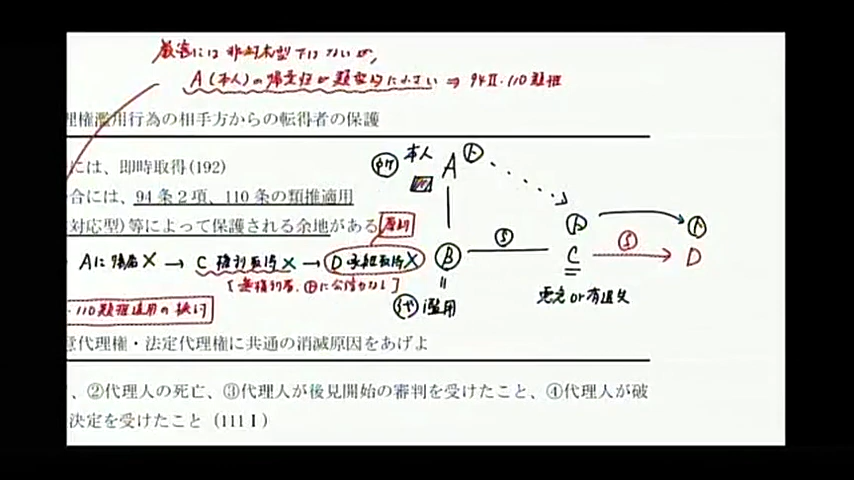 厳密には非対応型ではないが、
A(本人)の帰責性が類型的に小さい ⇒ 94Ⅱ・110類推
理権濫用行為の相手方からの転得者の保護
には、即時取得(192)
合には、94条2項、110条の類推適用
対応型)等によって保護される余地がある 原則
Aに帰属× → C 権利取得× → D 承継取得×
[無権利者、㋣に公信力なし]
・110類推適用の検討
本人 A ㋣
B
(代) 濫用
㋣ C
悪意or有過失
㋣ D
意代理権・法定代理権に共通の消滅原因をあげよ
、②代理人の死亡、③代理人が後見開始の審判を受けたこと、④代理人が破
決定を受けたこと(111Ⅰ)